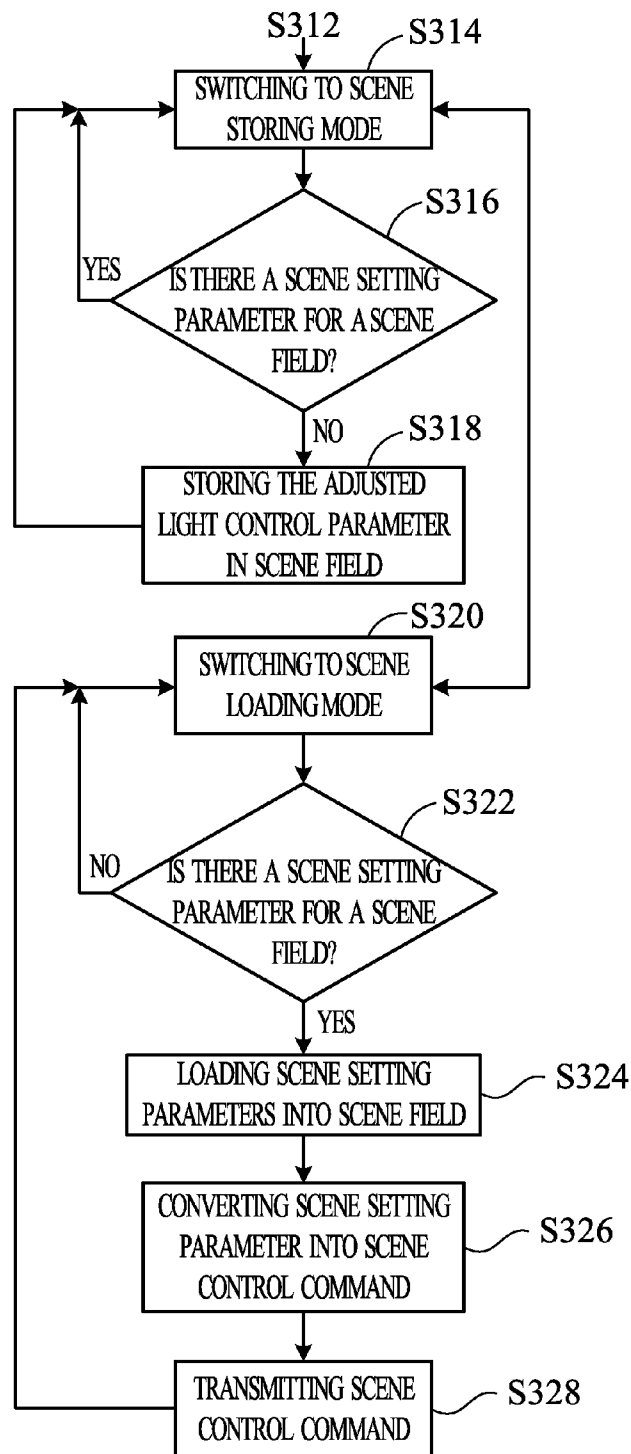 S312
S314
SWITCHING TO SCENE
STORING MODE
S316
YES
IS THERE A SCENE SETTING
PARAMETER FOR A SCENE
FIELD?
NO
S318
STORING THE ADJUSTED
LIGHT CONTROL PARAMETER
IN SCENE FIELD
S320
SWITCHING TO SCENE
LOADING MODE
S322
NO
IS THERE A SCENE SETTING
PARAMETER FOR A SCENE
FIELD?
YES
LOADING SCENE SETTING
PARAMETERS INTO SCENE FIELD
S324
CONVERTING SCENE SETTING
PARAMETER INTO SCENE
CONTROL COMMAND
S326
TRANSMITTING SCENE
CONTROL COMMAND
S328